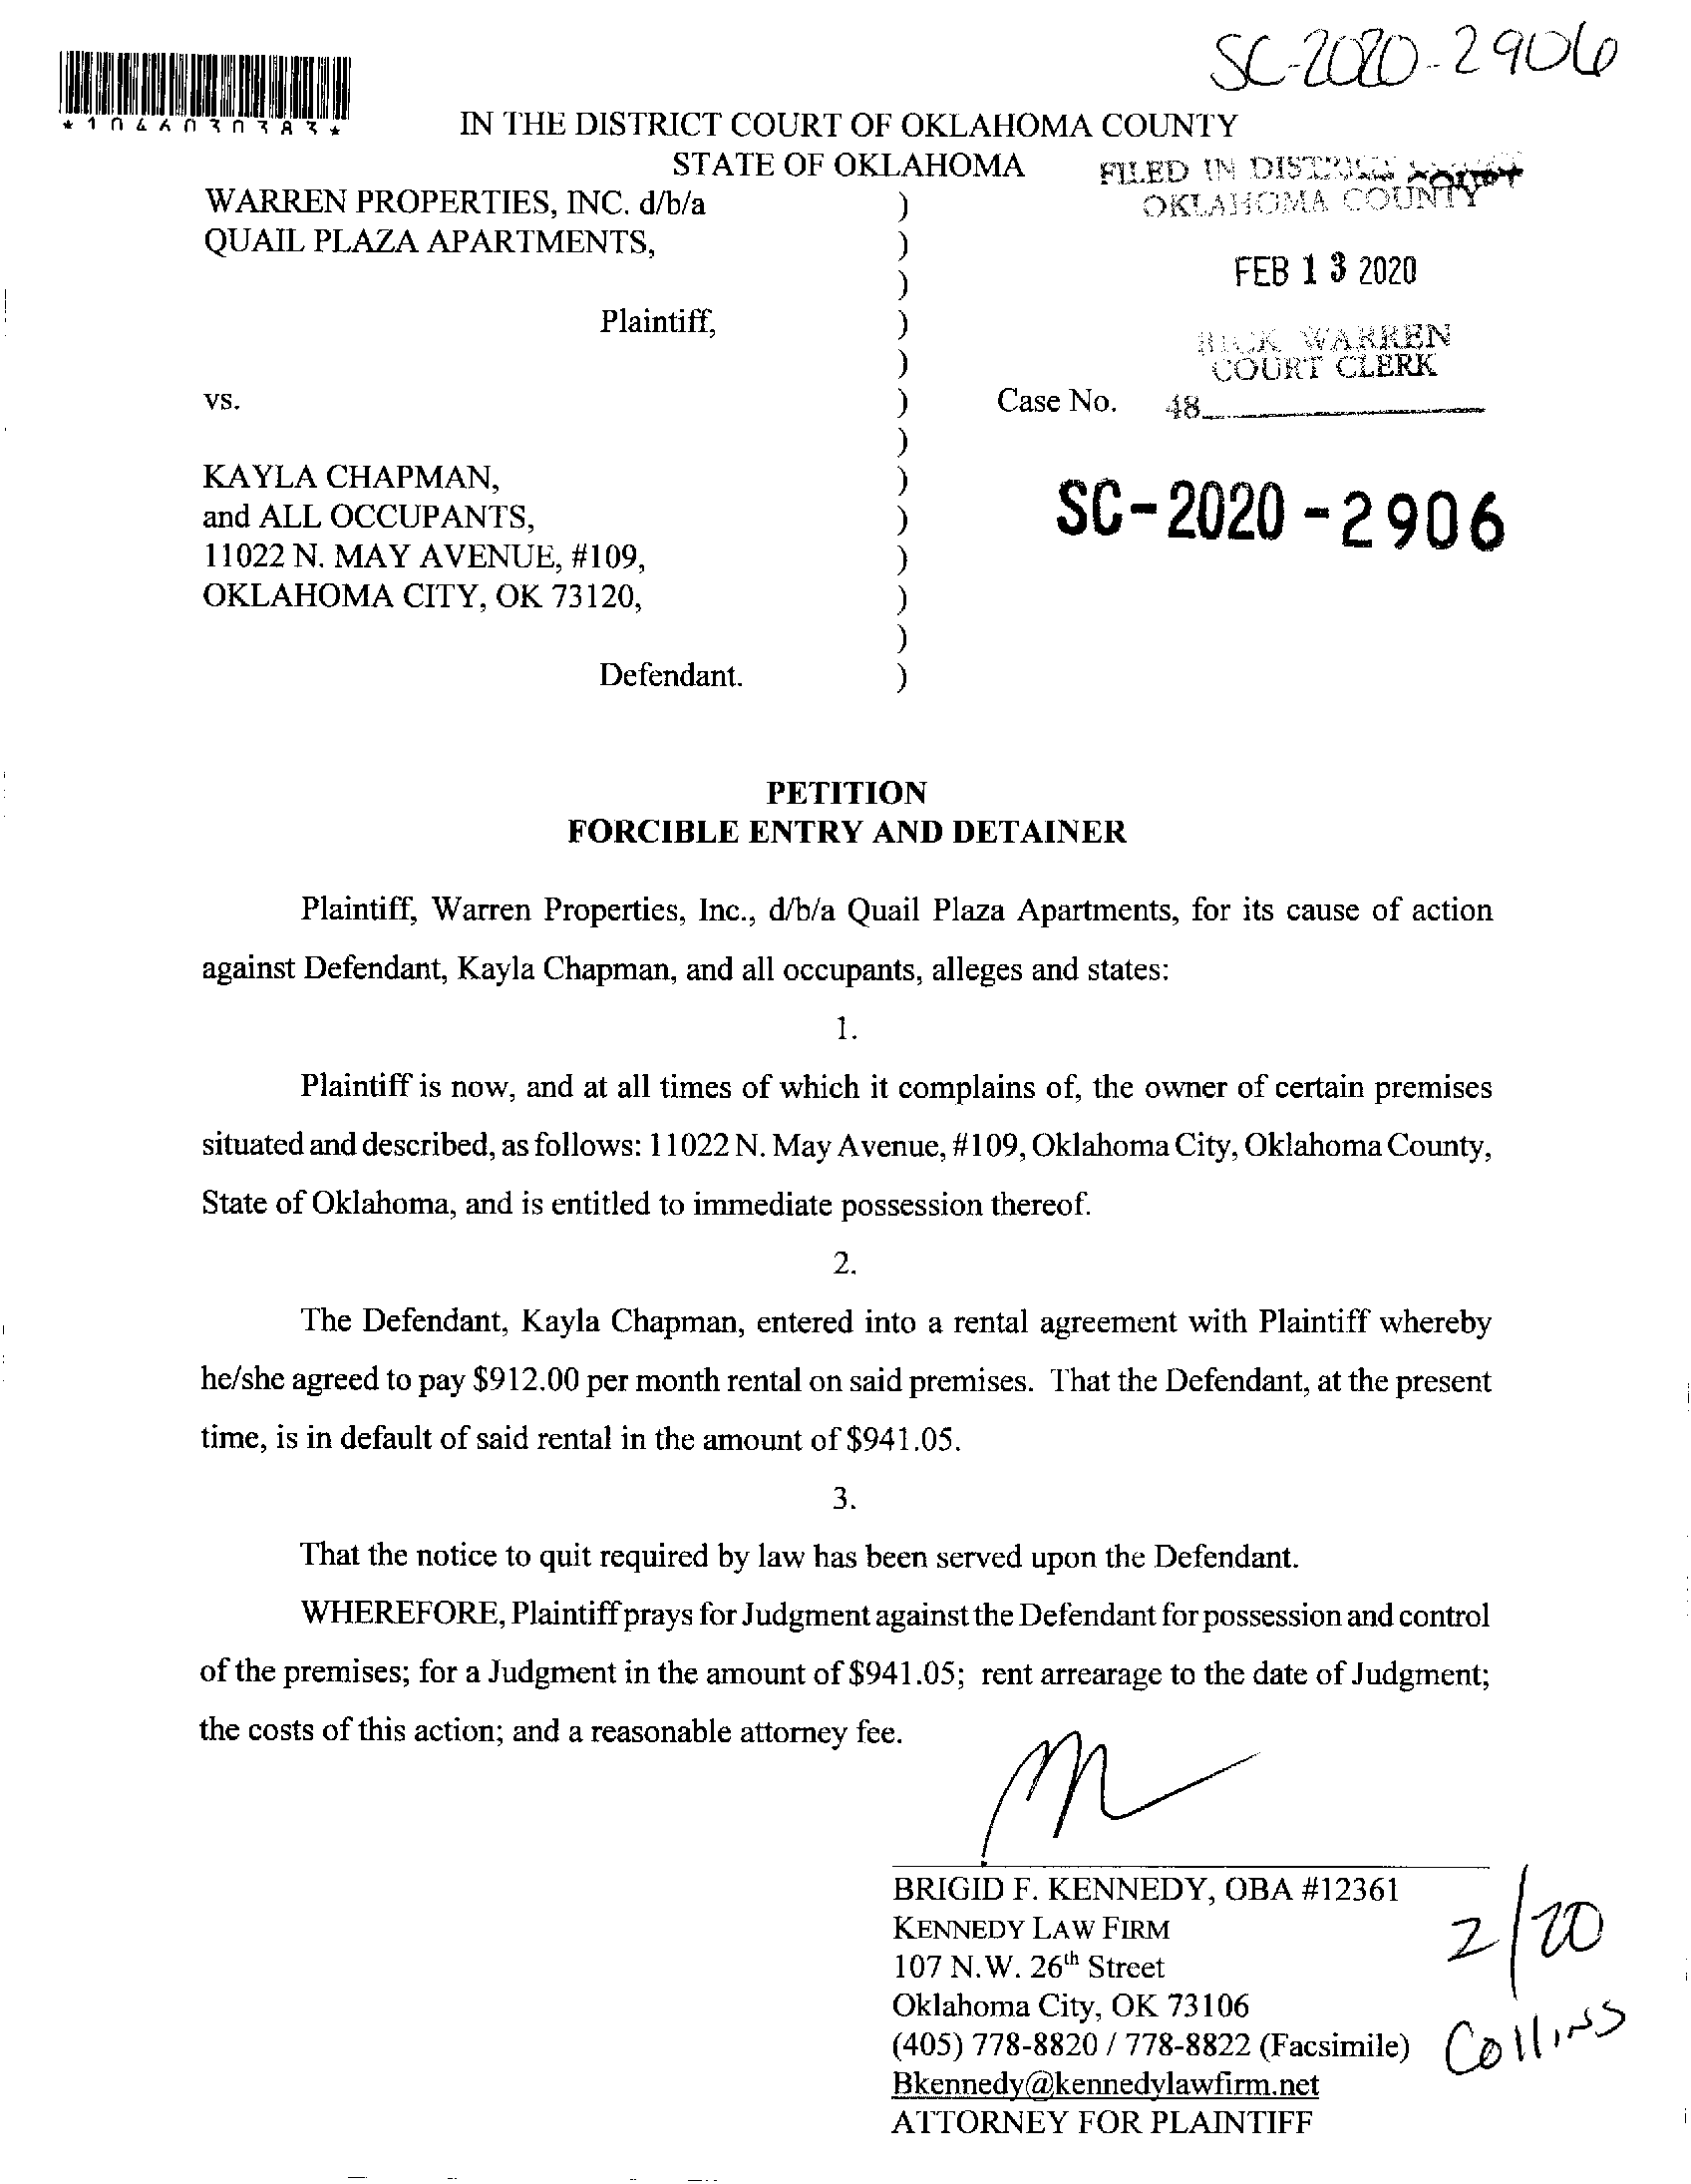 SC-2020-2906
*1046030383*
IN THE DISTRICT COURT OF OKLAHOMA COUNTY
STATE OF OKLAHOMA
FILED IN DISTRICT COURT
OKLAHOMA COUNTY
WARREN PROPERTIES, INC. d/b/a )
QUAIL PLAZA APARTMENTS, )
)
FEB 13 2020
Plaintiff, )
RICK WARREN
COURT CLERK
)
vs. ) Case No. 48
)
KAYLA CHAPMAN, )
and ALL OCCUPANTS, ) SC-2020-2906
11022 N. MAY AVENUE, #109, )
OKLAHOMA CITY, OK 73120, )
)
Defendant. )
PETITION
FORCIBLE ENTRY AND DETAINER
Plaintiff, Warren Properties, Inc., d/b/a Quail Plaza Apartments, for its cause of action
against Defendant, Kayla Chapman, and all occupants, alleges and states:
1.
Plaintiff is now, and at all times of which it complains of, the owner of certain premises
situated and described, as follows: 11022 N. May Avenue, #109, Oklahoma City, Oklahoma County,
State of Oklahoma, and is entitled to immediate possession thereof.
2.
The Defendant, Kayla Chapman, entered into a rental agreement with Plaintiff whereby
he/she agreed to pay $912.00 per month rental on said premises. That the Defendant, at the present
time, is in default of said rental in the amount of $941.05.
3.
That the notice to quit required by law has been served upon the Defendant.
WHEREFORE, Plaintiff prays for Judgment against the Defendant for possession and control
of the premises; for a Judgment in the amount of $941.05; rent arrearage to the date of Judgment;
the costs of this action; and a reasonable attorney fee.
BRIGID F. KENNEDY, OBA #12361
KENNEDY LAW FIRM
107 N.W. 26th Street
Oklahoma City, OK 73106
(405) 778-8820 / 778-8822 (Facsimile)
Bkennedy@kennedylawfirm.net
ATTORNEY FOR PLAINTIFF
2/20
Collins